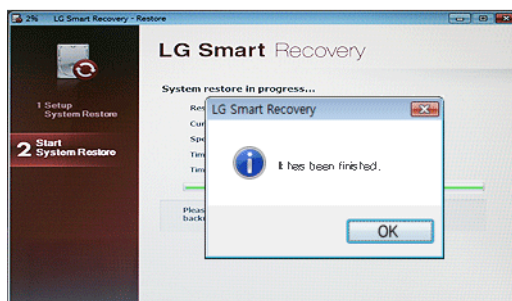 2% LG Smart Recovery - Restore
LG Smart Recovery
System restore in progress...
1 Setup
System Restore
2 Start
System Restore
LG Smart Recovery
It has been finished.
OK